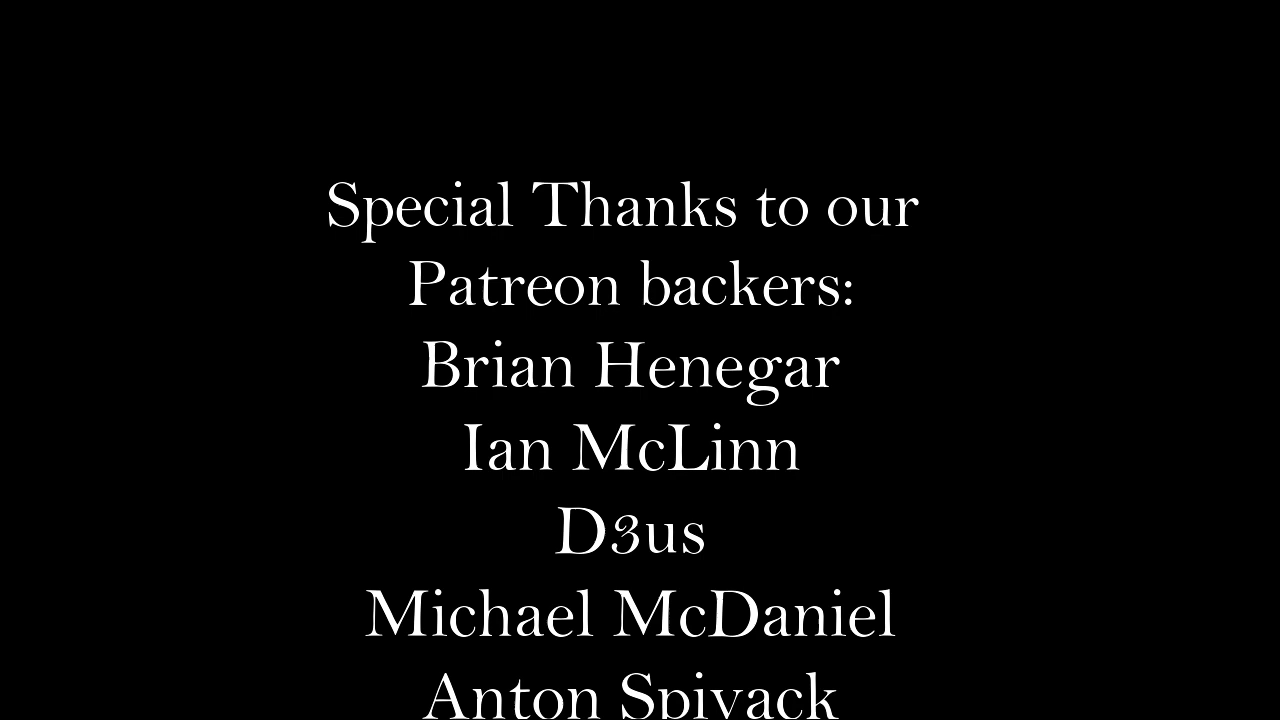 Special Thanks to our
Patreon backers:
Brian Henegar
Ian McLinn
D3us
Michael McDaniel
Anton Spivack